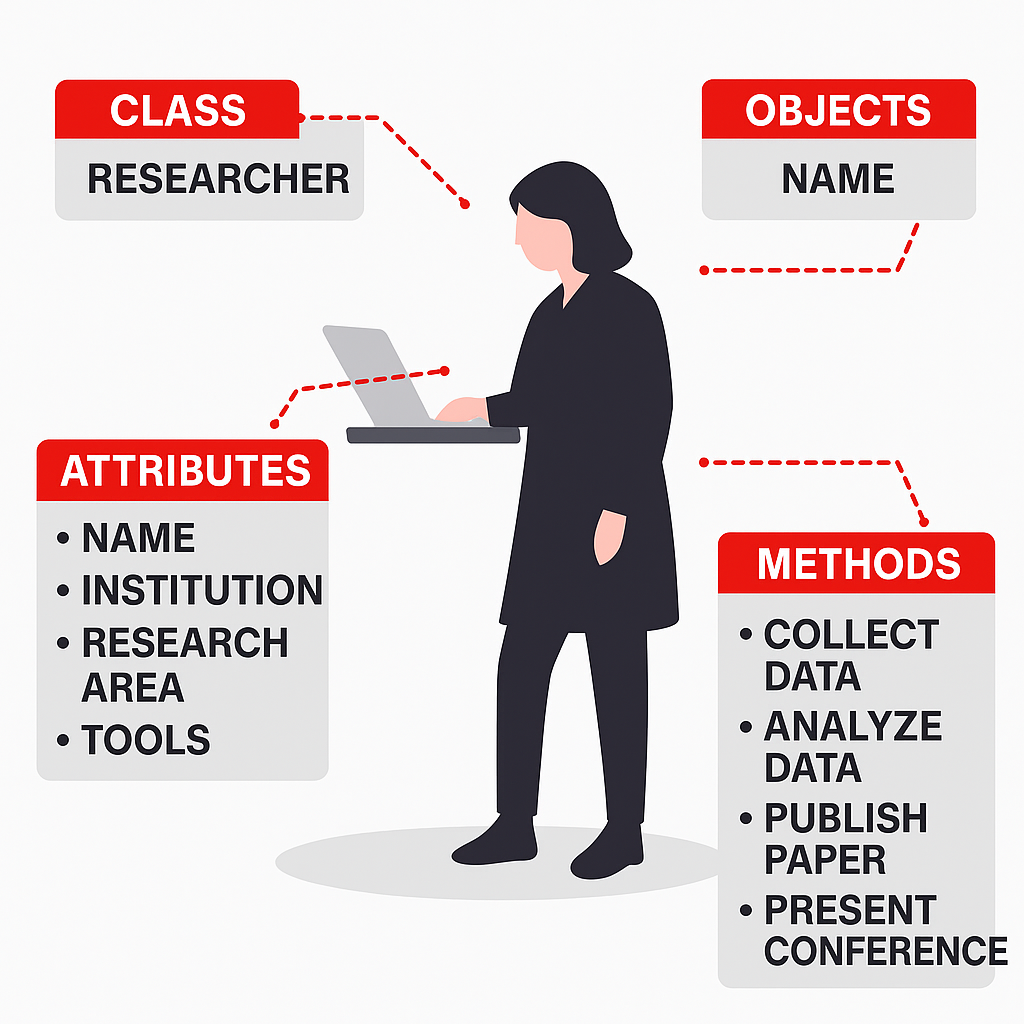 CLASS
RESEARCHER
OBJECTS
NAME
ATTRIBUTES
• NAME
• INSTITUTION
• RESEARCH
AREA
• TOOLS
METHODS
• COLLECT
DATA
• ANALYZE
DATA
• PUBLISH
PAPER
• PRESENT
CONFERENCE